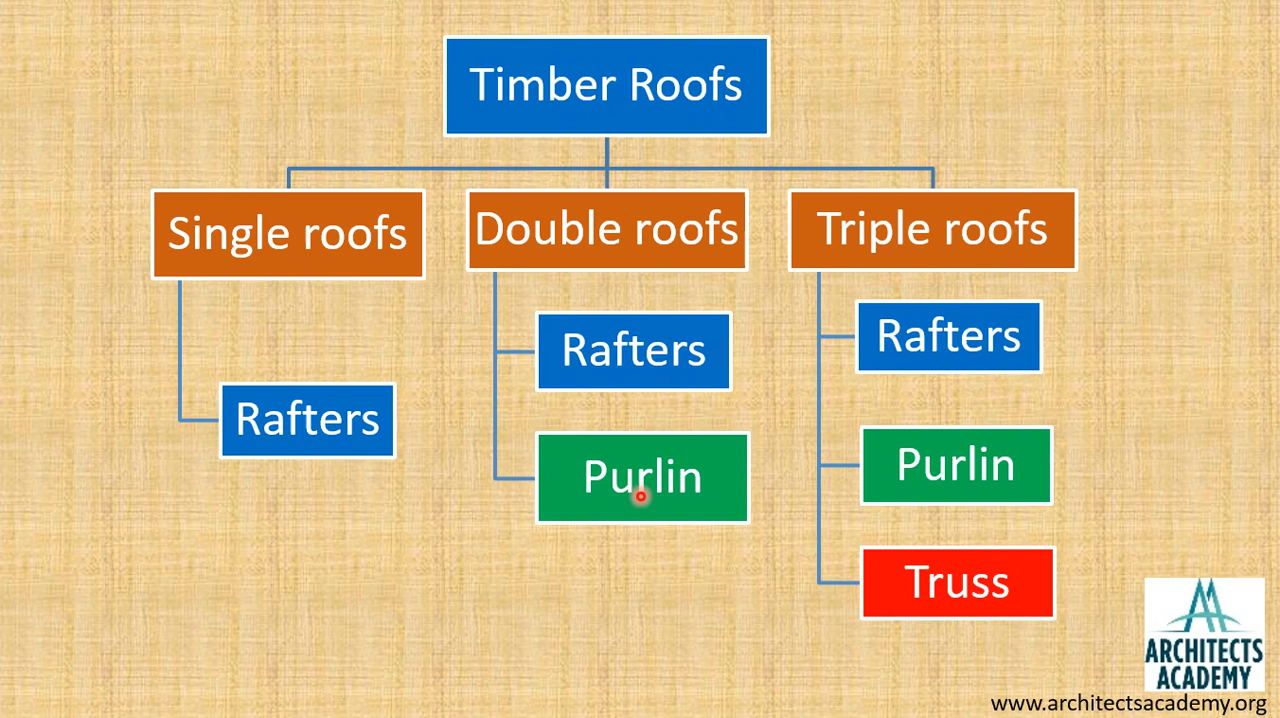 Timber Roofs
Single roofs
Double roofs
Triple roofs
Rafters
Rafters
Purlin
Rafters
Purlin
Truss
ARCHITECTS
ACADEMY
www.architectsacademy.org